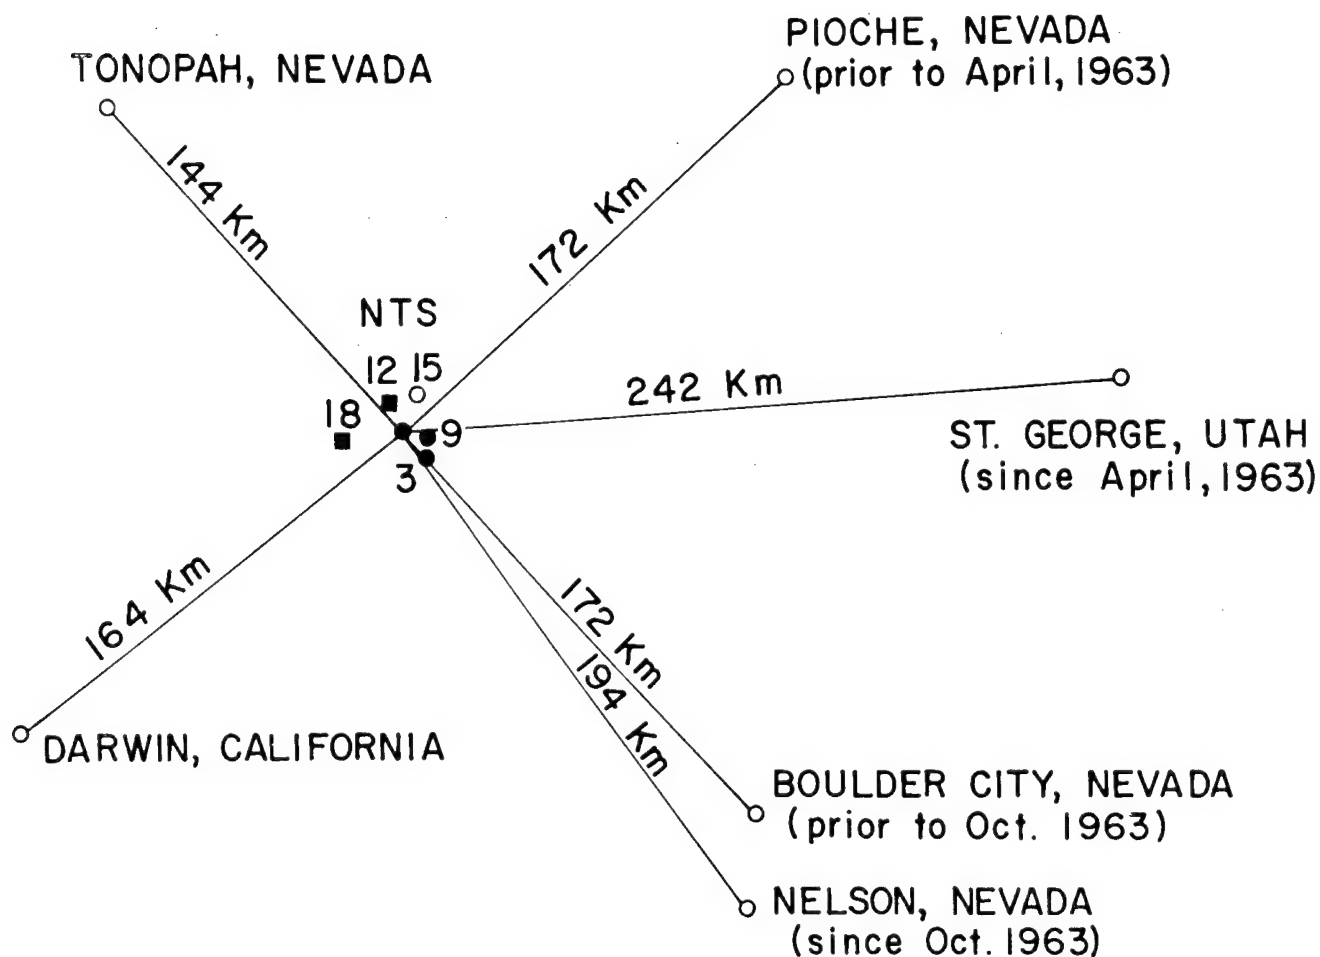 PIOCHE, NEVADA
(prior to April, 1963)
TONOPAH, NEVADA
144 Km
172 Km
NTS
12 15
18
9
3
242 Km
ST. GEORGE, UTAH
(since April, 1963)
164 Km
172 Km
194 Km
DARWIN, CALIFORNIA
BOULDER CITY, NEVADA
(prior to Oct. 1963)
NELSON, NEVADA
(since Oct. 1963)